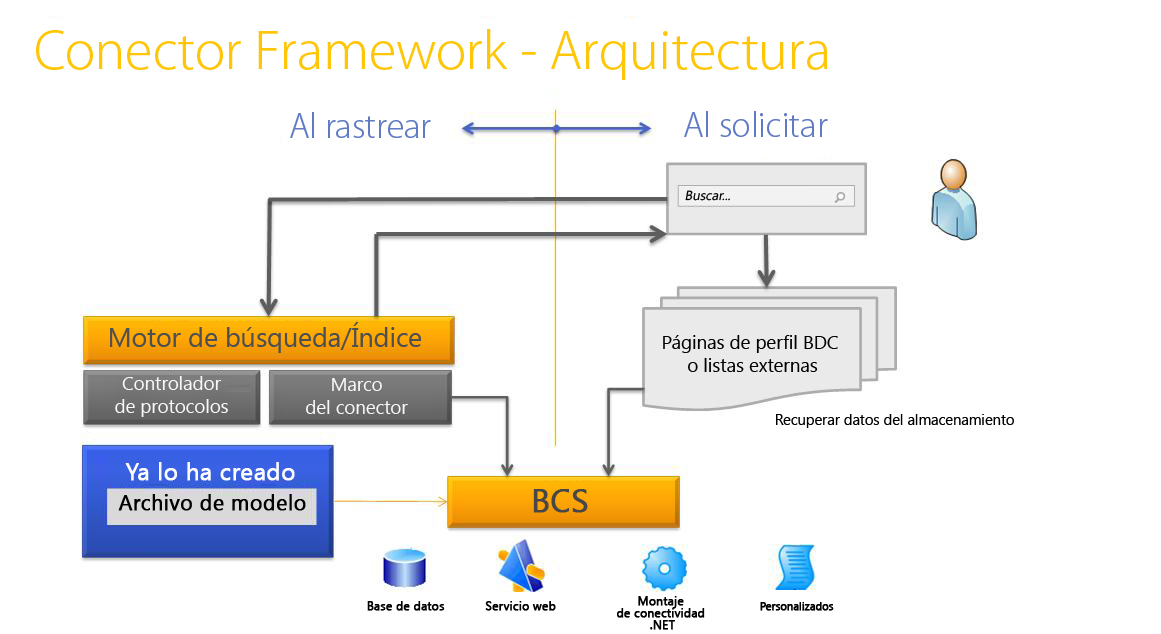 Conector Framework - Arquitectura
Al rastrear
Al solicitar
Buscar...
Motor de búsqueda/Índice
Controlador
de protocolos
Marco
del conector
Páginas de perfil BDC
o listas externas
Recuperar datos del almacenamiento
Ya lo ha creado
Archivo de modelo
BCS
Base de datos
Servicio web
Montaje
de conectividad
.NET
Personalizados